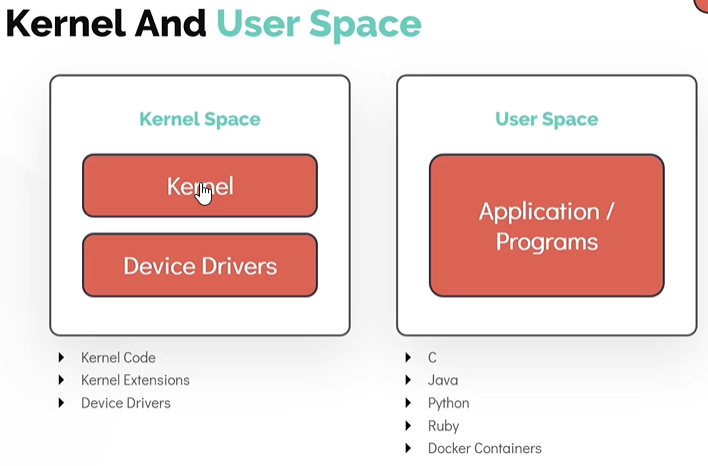 Kernel And User Space
Kernel Space
Kernel
Device Drivers
Kernel Code
Kernel Extensions
Device Drivers
User Space
Application /
Programs
C
Java
Python
Ruby
Docker Containers